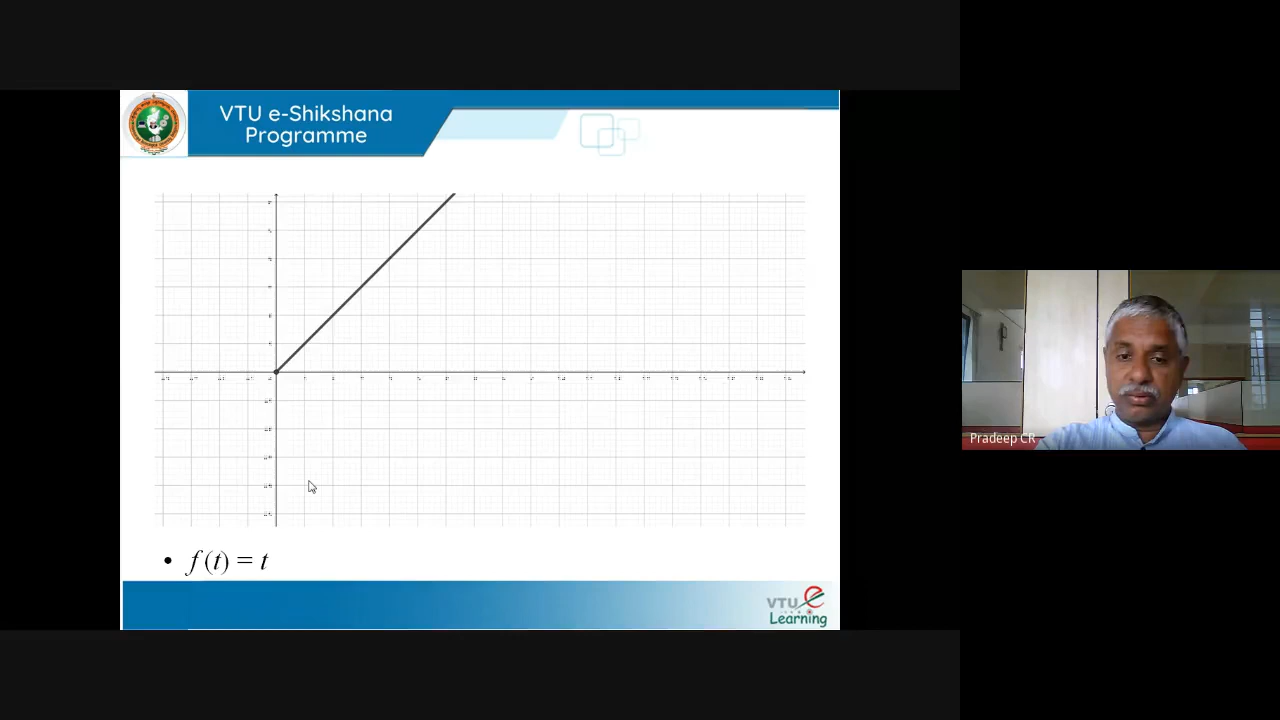 VTU e-Shikshana
Programme
• f(t) = t
VTU e
Learning
Pradeep CR